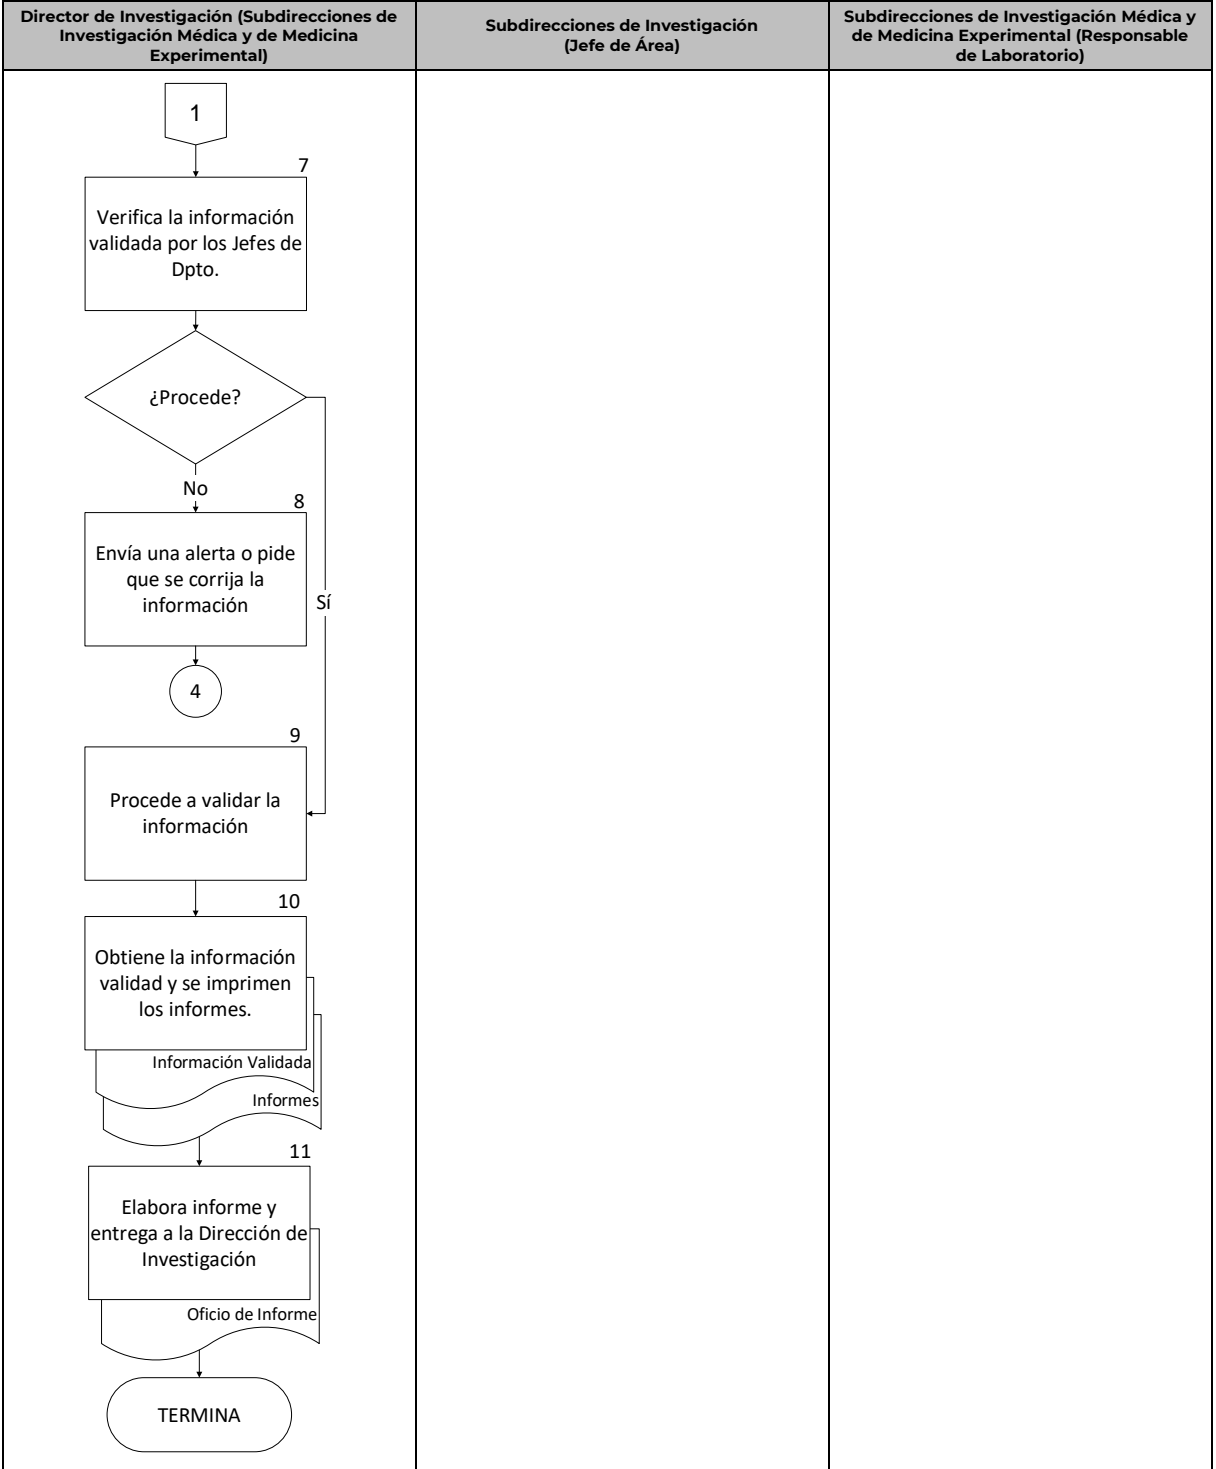 Director de Investigación (Subdirecciones de
Investigación Médica y de Medicina
Experimental)
Subdirecciones de Investigación
(Jefe de Área)
Subdirecciones de Investigación Médica y
de Medicina Experimental (Responsable
de Laboratorio)
1
7
Verifica la información
validada por los Jefes de
Dpto.
¿Procede?
No
8
Envía una alerta o pide
que se corrija la
información
Sí
4
9
Procede a validar la
información
10
Obtiene la información
validad y se imprimen
los informes.
Información Validada
Informes
11
Elabora informe y
entrega a la Dirección de
Investigación
Oficio de Informe
TERMINA